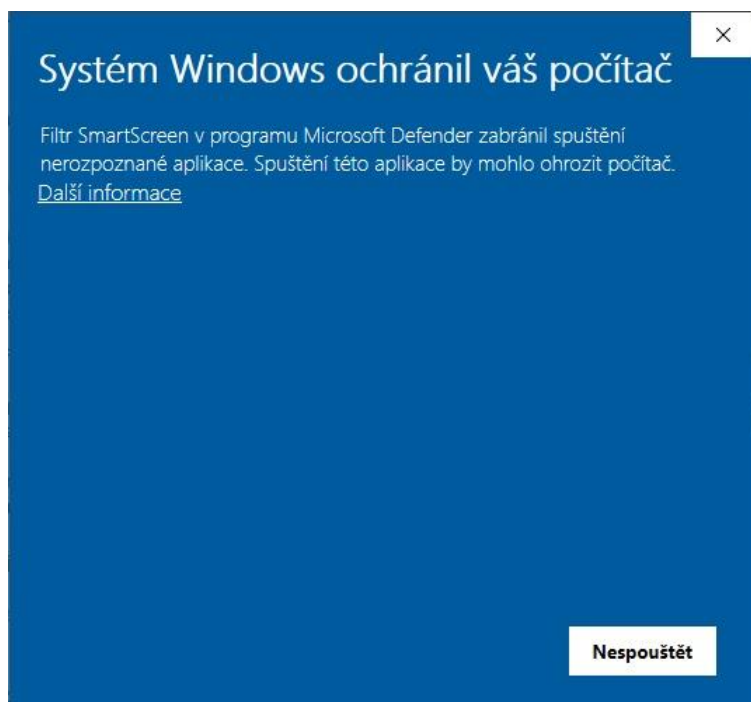 Systém Windows ochránil váš počítač
Filtr SmartScreen v programu Microsoft Defender zabránil spuštění
nerozpoznané aplikace. Spuštění této aplikace by mohlo ohrozit počítač.
Další informace
Nespouštět